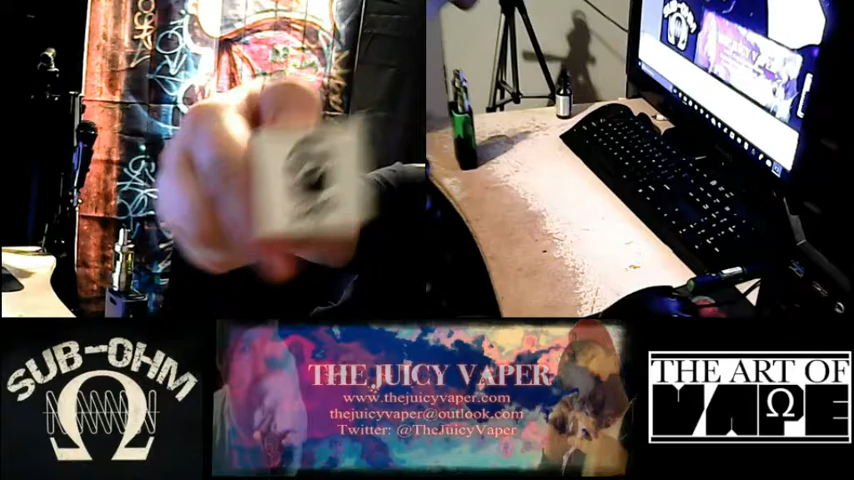 SUB-OHM
Ω
THE JUICY VAPER
www.thejuicyvaper.com
thejuicyvaper@outlook.com
Twitter: @TheJuicyVaper
THE ART OF
VAPE
Ω